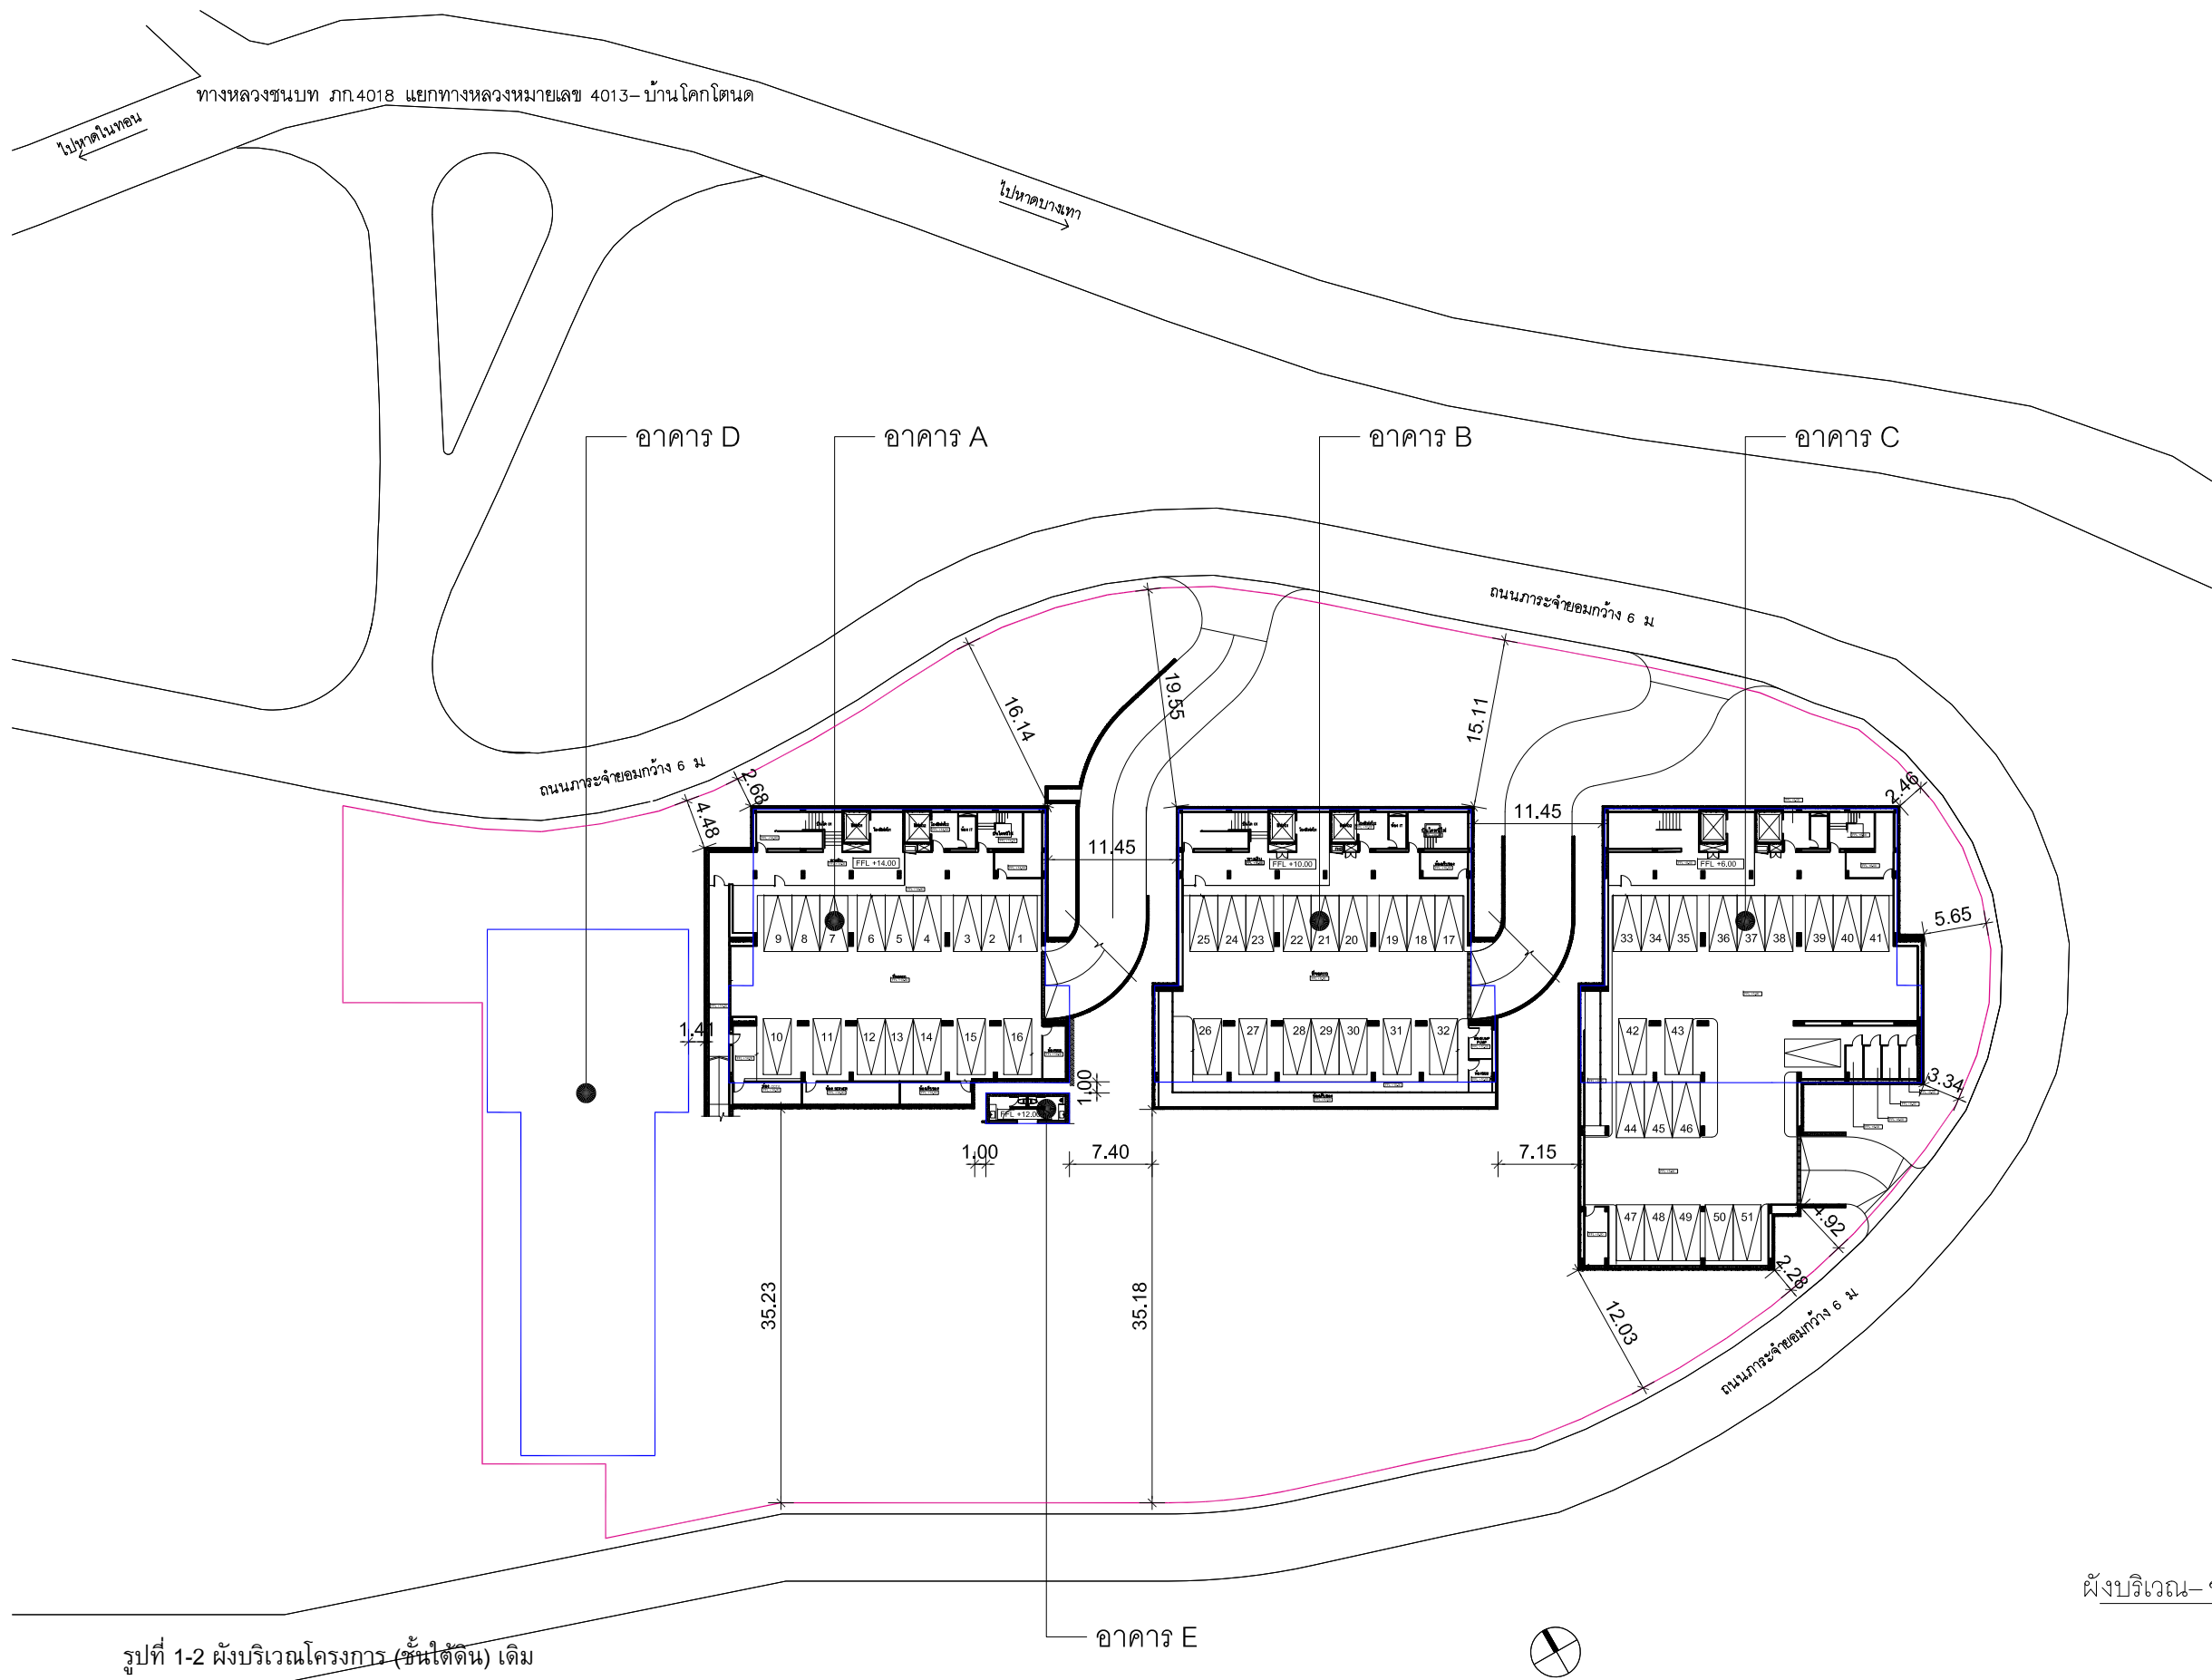 ทางหลวงชนบท ภก.4018 แยกทางหลวงหมายเลข 4013-บ้านโคกโตนด
ไปหาดในทอน
ไปหาดบางเทา
อาคาร D
อาคาร A
อาคาร B
อาคาร C
ถนนภาระจำยอมกว้าง 6 ม
ถนนภาระจำยอมกว้าง 6 ม
16.14
19.55
15.11
2.68
4.48
2.46
11.45
11.45
FFL +14.00
FFL +10.00
FFL +6.00
5.65
9 8 7 6 5 4 3 2 1
25 24 23 22 21 20 19 18 17
33 34 35 36 37 38 39 40 41
10 11 12 13 14 15 16
26 27 28 29 30 31 32
42 43
1.41
1.00
3.34
FFL +12.00
44 45 46
1.00
7.40
7.15
47 48 49 50 51
4.92
2.28
35.23
35.18
12.03
ถนนภาระจำยอมกว้าง 6 ม
ผังบริเวณ-
อาคาร E
รูปที่ 1-2 ผังบริเวณโครงการ (ชั้นใต้ดิน) เดิม